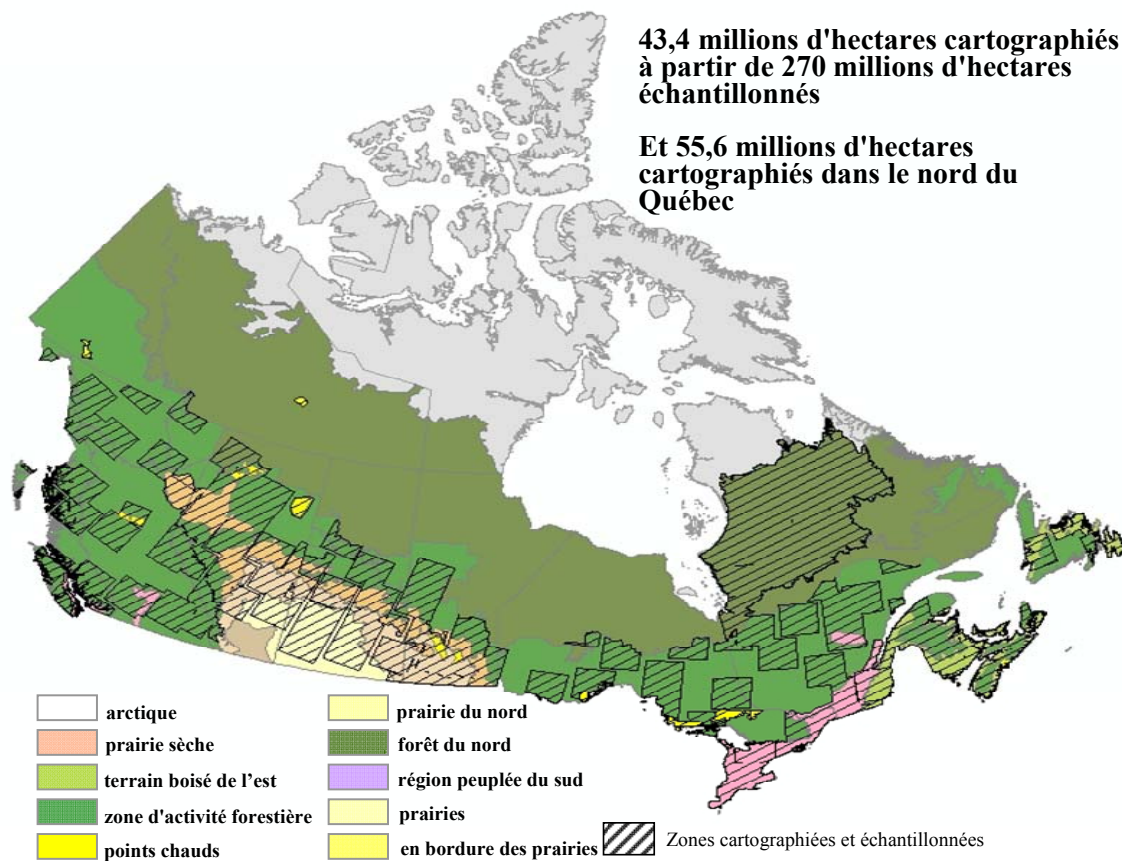 43,4 millions d'hectares cartographiés
à partir de 270 millions d'hectares
échantillonnés
Et 55,6 millions d'hectares
cartographiés dans le nord du
Québec
arctique
prairie sèche
terrain boisé de l'est
zone d'activité forestière
points chauds
prairie du nord
forêt du nord
région peuplée du sud
prairies
en bordure des prairies
Zones cartographiées et échantillonnées